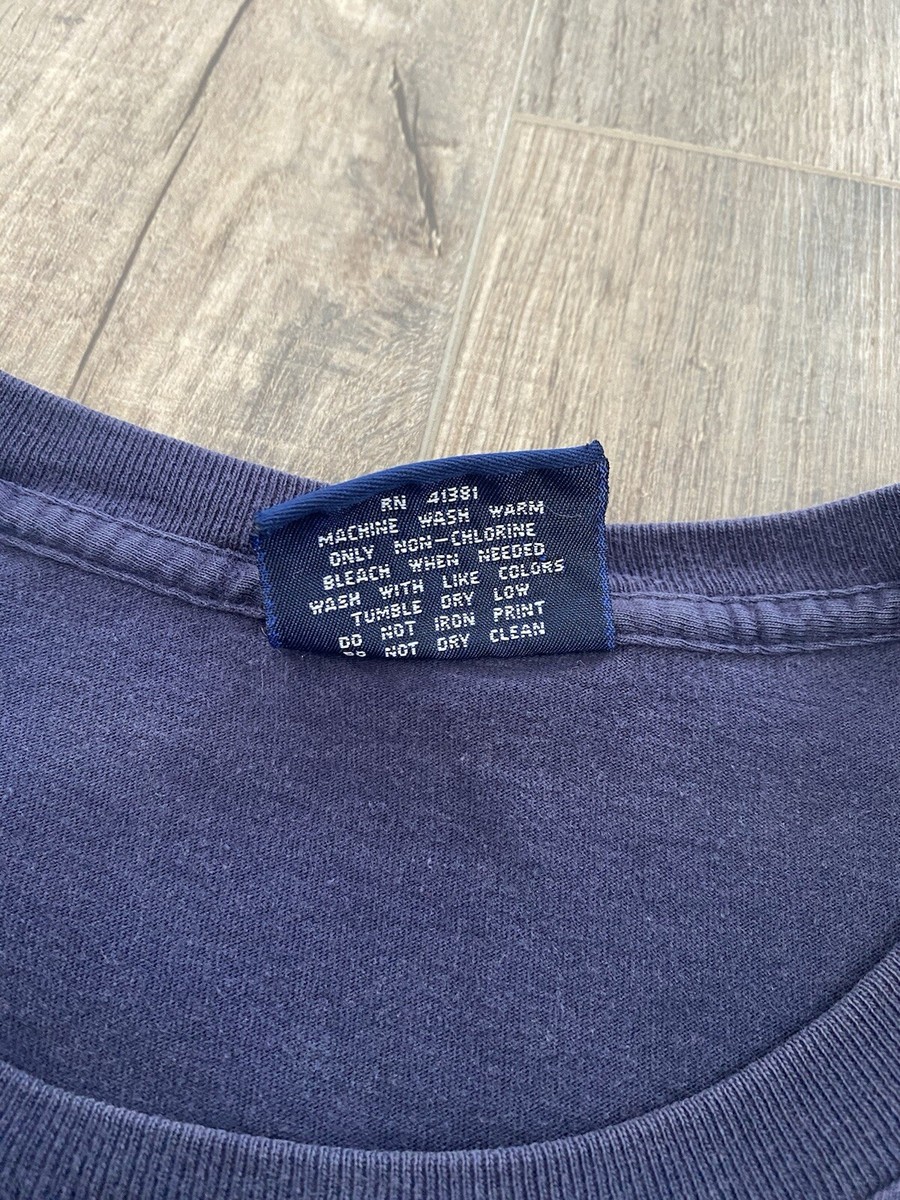 RN 41381
MACHINE WASH WARM
ONLY NON-CHLORINE
BLEACH WHEN NEEDED
WASH WITH LIKE COLORS
TUMBLE DRY LOW
DO NOT IRON PRINT
DO NOT DRY CLEAN